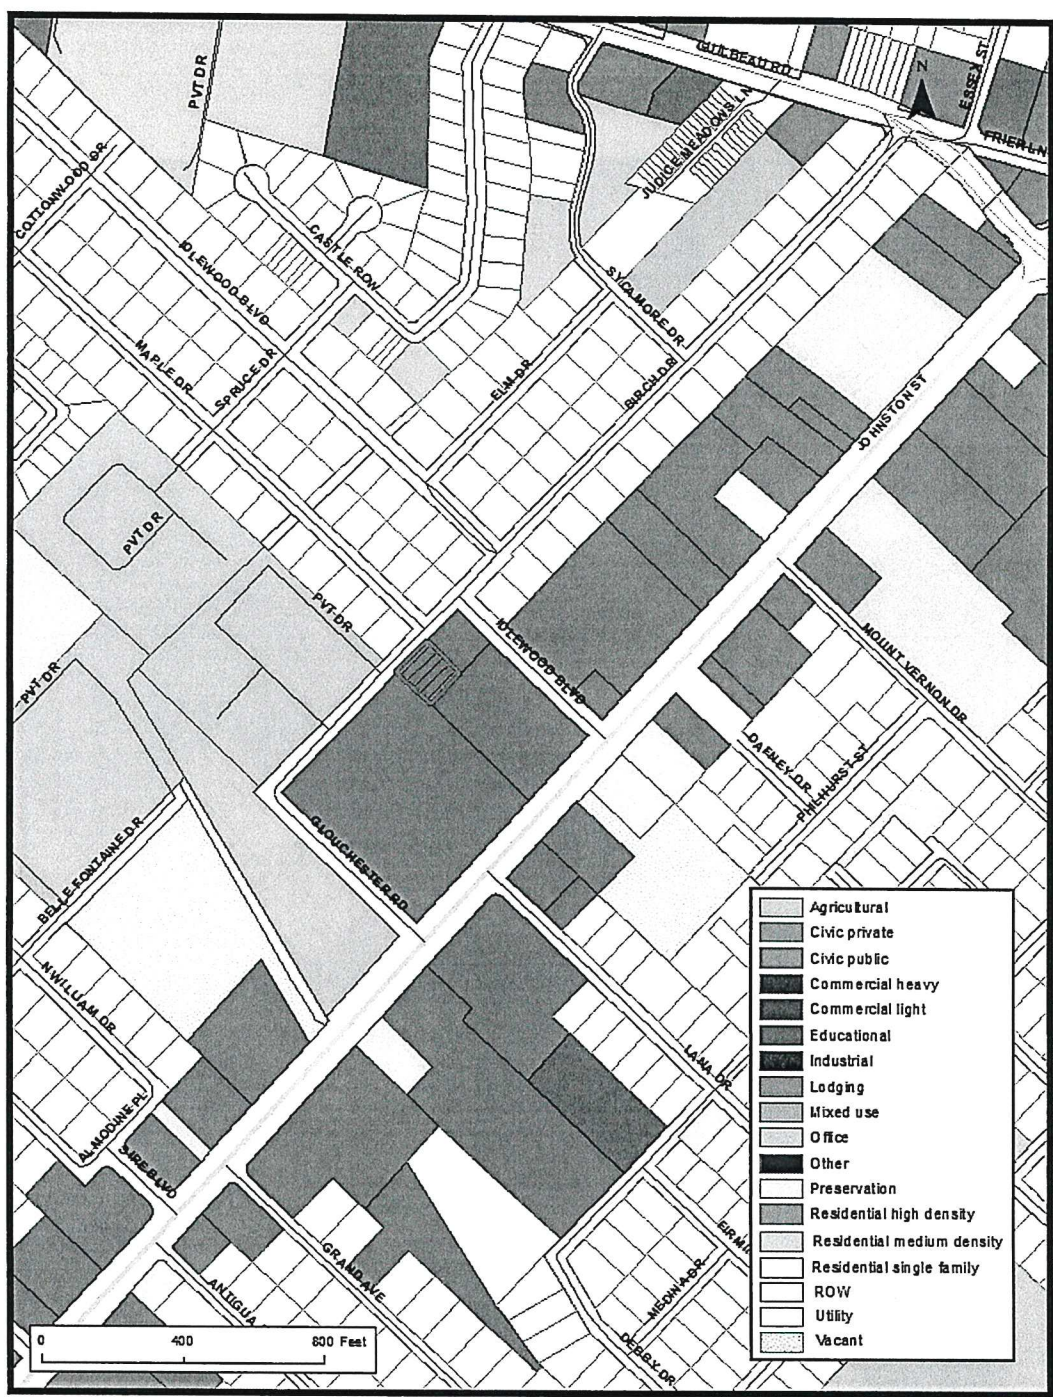 GUILBEAU RD
PVT DR
N
ESSEX ST
FRIER LN
JUDICE MEADOWS LN
COTTONWOOD DR
CASTLE ROW
IDLEWOOD BLVD
SYCAMORE DR
MAPLE DR
SPRUCE DR
ELM DR
BIRCH DR
JOHNSTON ST
PVT DR
PVT DR
IDLEWOOD BLVD
MOUNT VERNON DR
PVT DR
DAENEY DR
PHILHURST ST
GLOUCHESTER RD
BELLE FONTAINE DR
N WILLIAM DR
LANA DR
ALMODINE PL
SIRE BLVD
GRAND AVE
ANTIGUA
MEDINA DR
DEBBY DR
Agricultural
Civic private
Civic public
Commercial heavy
Commercial light
Educational
Industrial
Lodging
Mixed use
Office
Other
Preservation
Residential high density
Residential medium density
Residential single family
ROW
Utility
Vacant
0 400 800 Feet